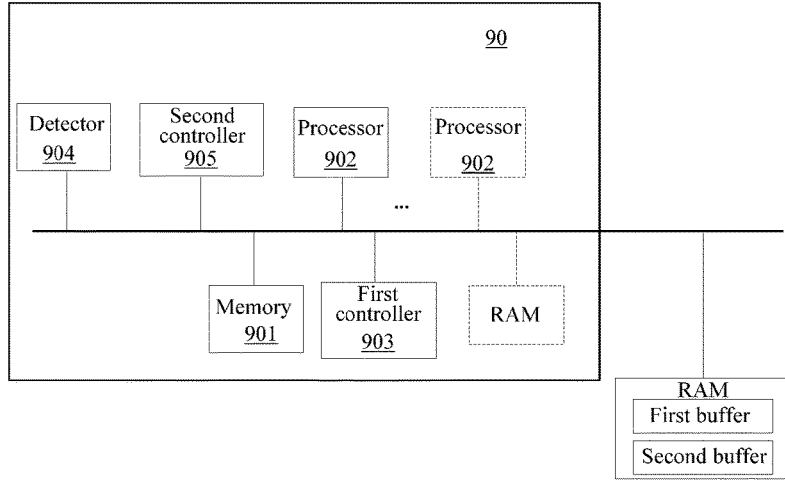 90
Detector
904
Second
controller
905
Processor
902
Processor
902
...
Memory
901
First
controller
903
RAM
RAM
First buffer
Second buffer